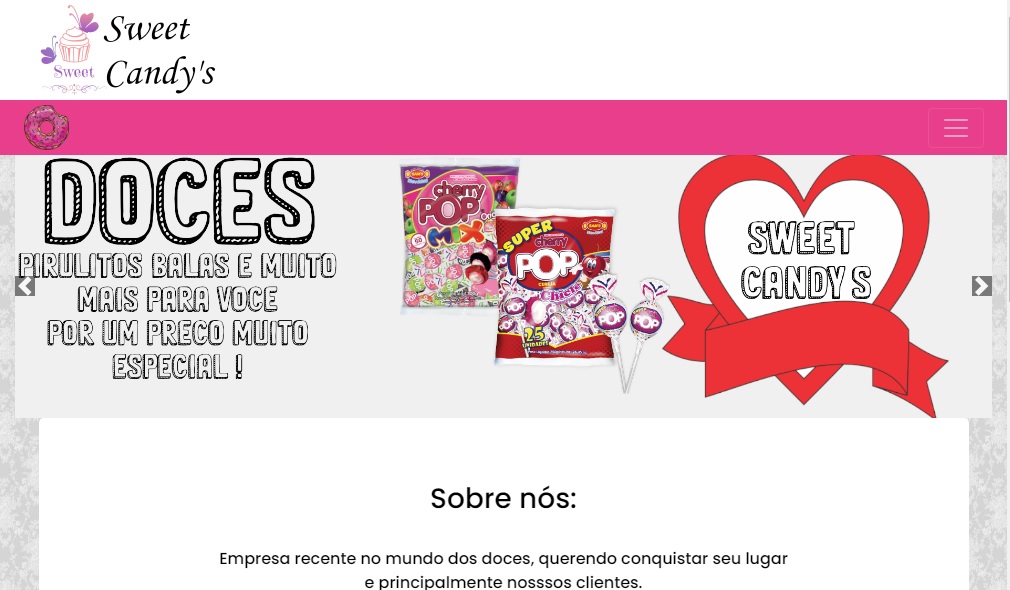 Sweet
Sweet
Candy's
DOCES
PIRULITOS BALAS E MUITO
MAIS PARA VOCE
POR UM PRECO MUITO
ESPECIAL !
cherry
POP
MIX
SUPER
cherry
POP
CEREJA
Chiclé
25
UNIDADES
POP
POP
SWEET
CANDY S
Sobre nós:
Empresa recente no mundo dos doces, querendo conquistar seu lugar
e principalmente nosssos clientes.